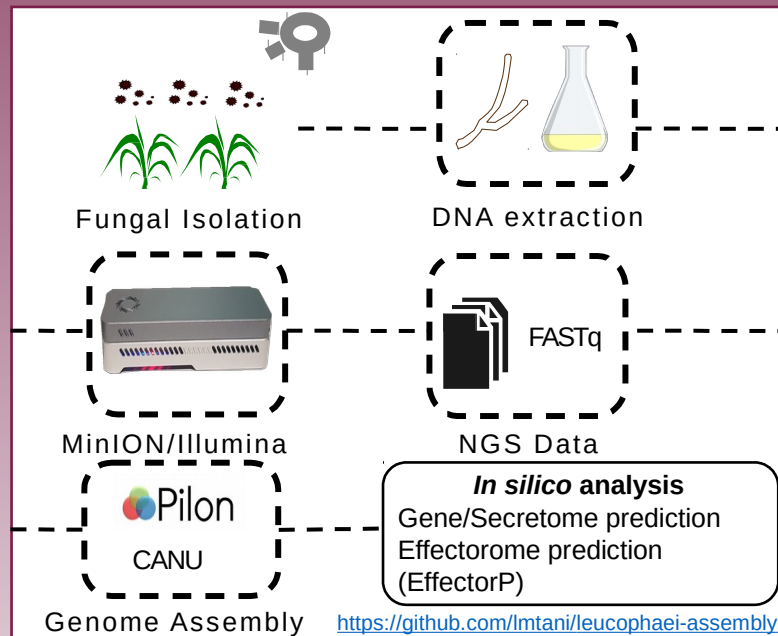 Fungal Isolation
DNA extraction
FASTq
MinION/Illumina
NGS Data
Pilon
CANU
Genome Assembly
In silico analysis
Gene/Secretome prediction
Effectorome prediction
(EffectorP)
https://github.com/lmtani/leucophaei-assembly